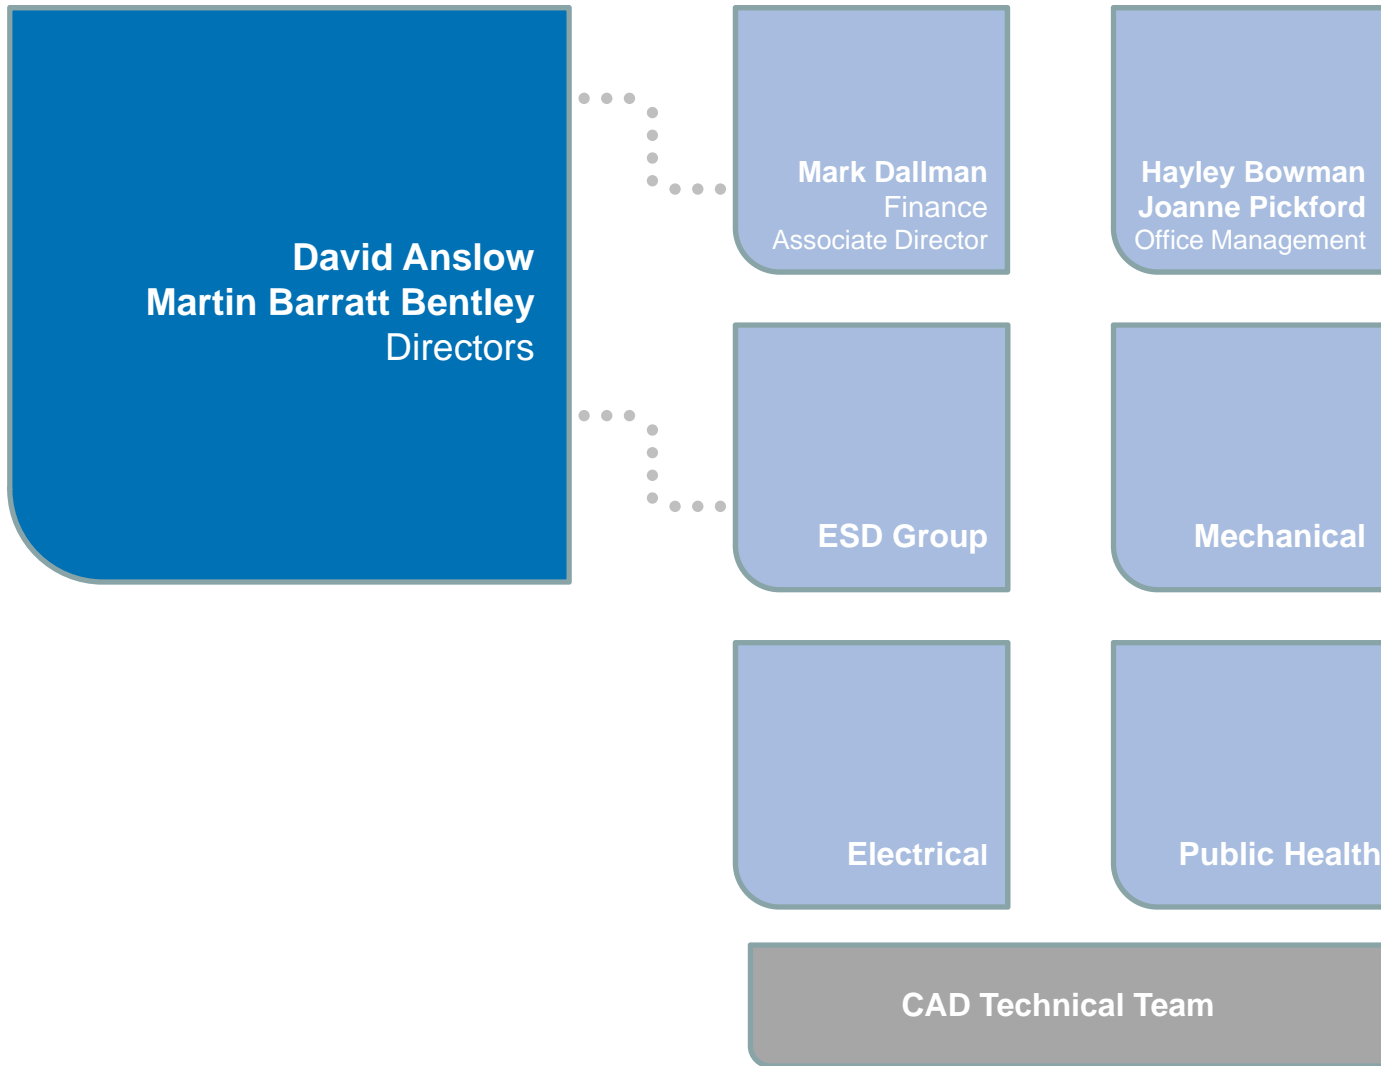 David Anslow
Martin Barratt Bentley
Directors
Mark Dallman
Finance
Associate Director
Hayley Bowman
Joanne Pickford
Office Management
ESD Group
Mechanical
Electrical
Public Health
CAD Technical Team